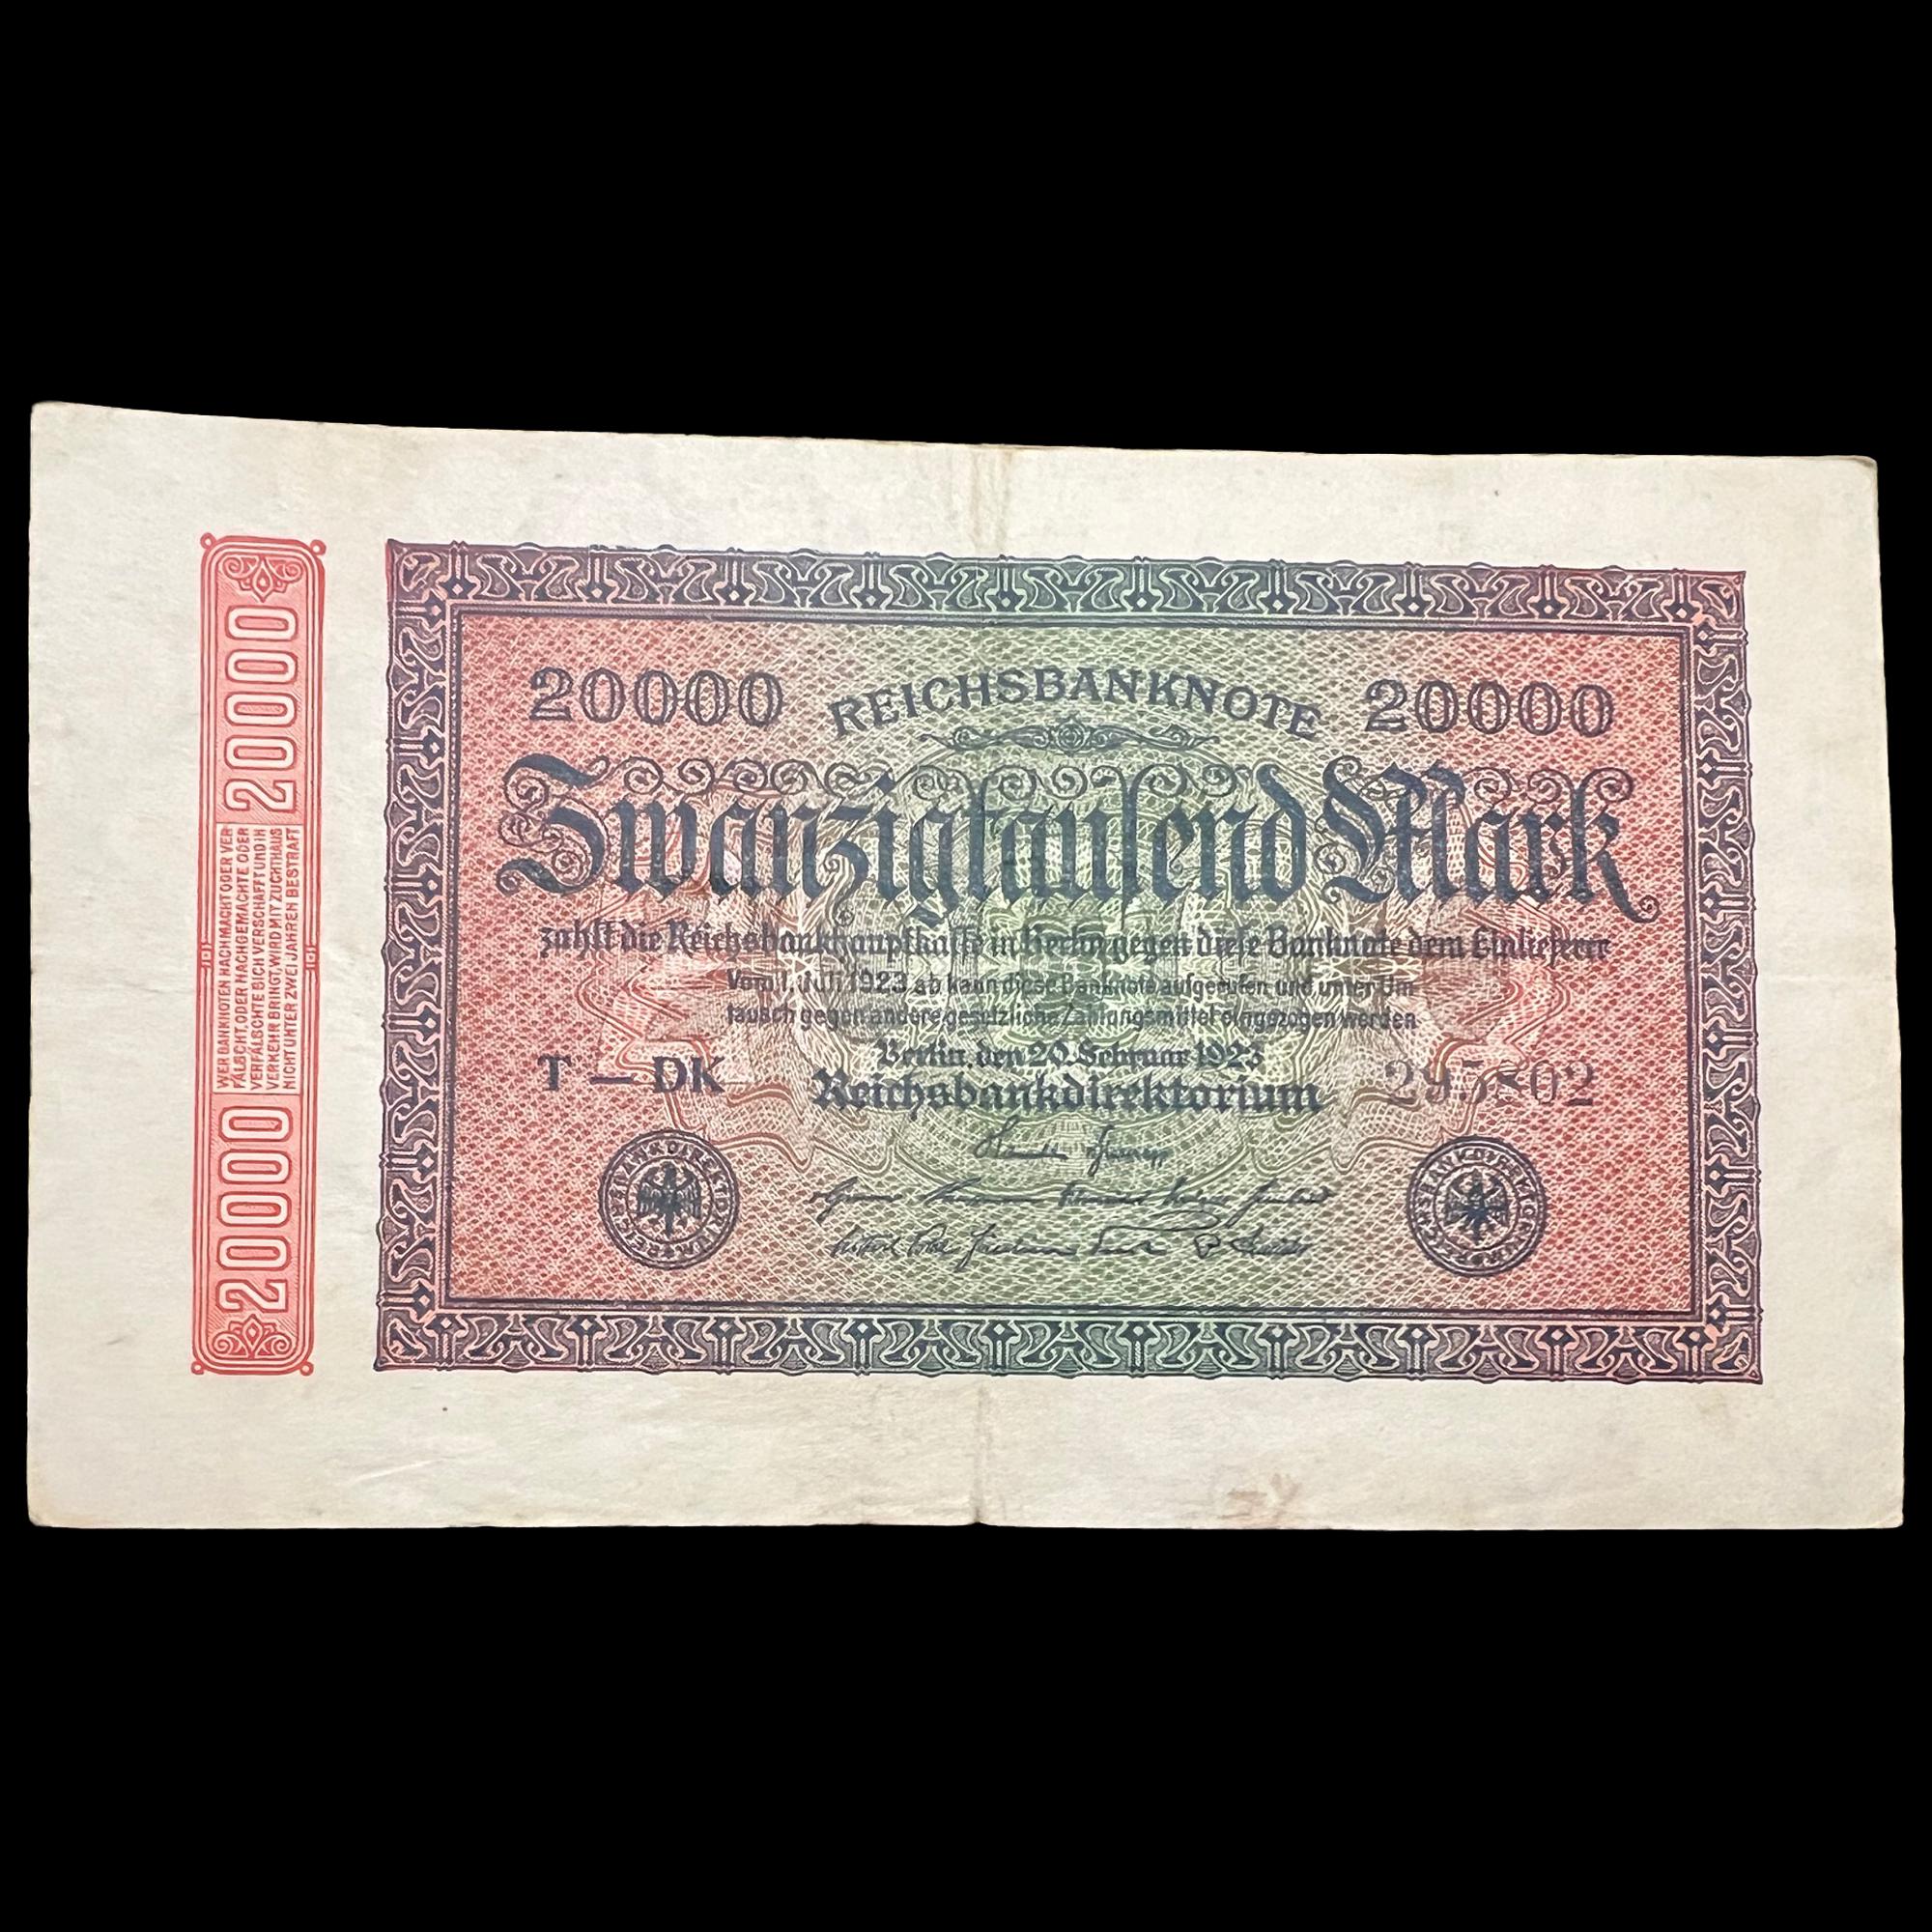 20000 REICHSBANKNOTE 20000
Zwanzigtausend Mark
zahlt die Reichsbankhauptkasse in Berlin gegen diese Banknote dem Einlieferer
Vom 1. Juli 1923 ab kann diese Banknote aufgerufen und unter Um-
tausch gegen andere gesetzliche Zahlungsmittel eingezogen werden
Berlin, den 20. Februar 1923
T — DK
Reichsbankdirektorium
295802
REICHSBANKDIREKTORIUM
REICHSBANKDIREKTORIUM
20000
WER BANKNOTEN NACHMACHT ODER VER
FÄLSCHT, ODER NACHGEMACHTE ODER
VERFÄLSCHTE SICH VERSCHAFFT UND IN
VERKEHR BRINGT, WIRD MIT ZUCHTHAUS
NICHT UNTER ZWEI JAHREN BESTRAFT
20000